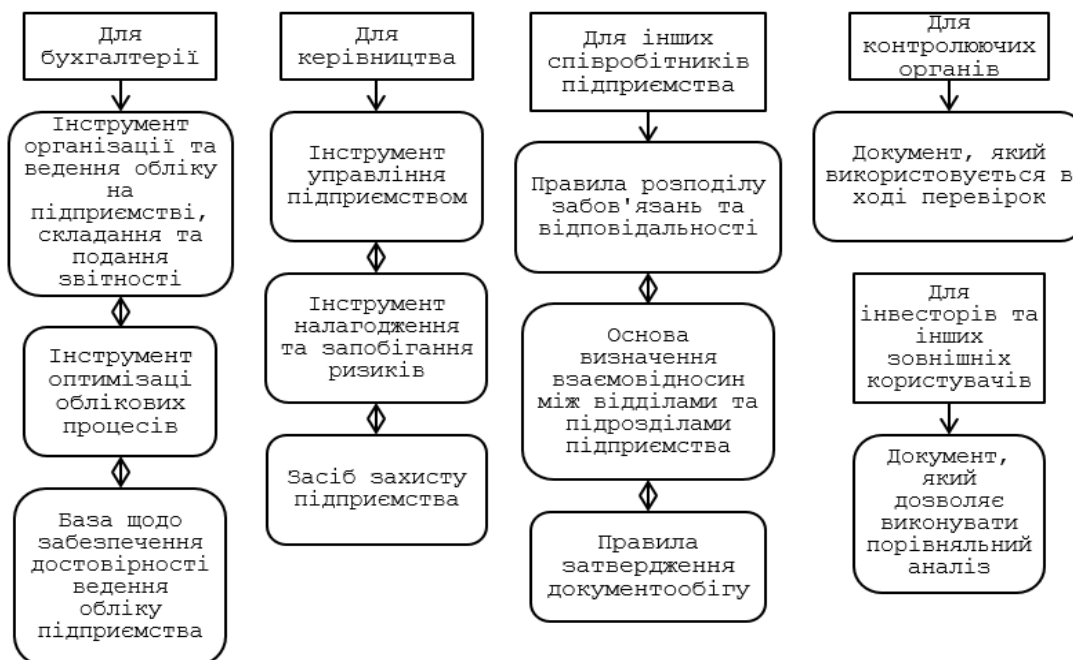 Для
бухгалтерії
Інструмент
організації та
ведення обліку
на
підприємстві,
складання та
подання
звітності
Інструмент
оптимізаці
облікових
процесів
База щодо
забезпечення
достовірності
ведення
обліку
підприємства
Для
керівництва
Інструмент
управління
підприємством
Інструмент
налагодження
та запобігання
ризиків
Засіб захисту
підприємства
Для інших
співробітників
підприємства
Правила розподілу
забов'язань та
відповідальності
Основа
визначення
взаємовідносин
між відділами та
підрозділами
підприємства
Правила
затвердження
документообігу
Для
контролюючих
органів
Документ, який
використовується в
ході перевірок
Для
інвесторів та
інших
зовнішніх
користувачів
Документ,
який
дозволяє
виконувати
порівняльний
аналіз